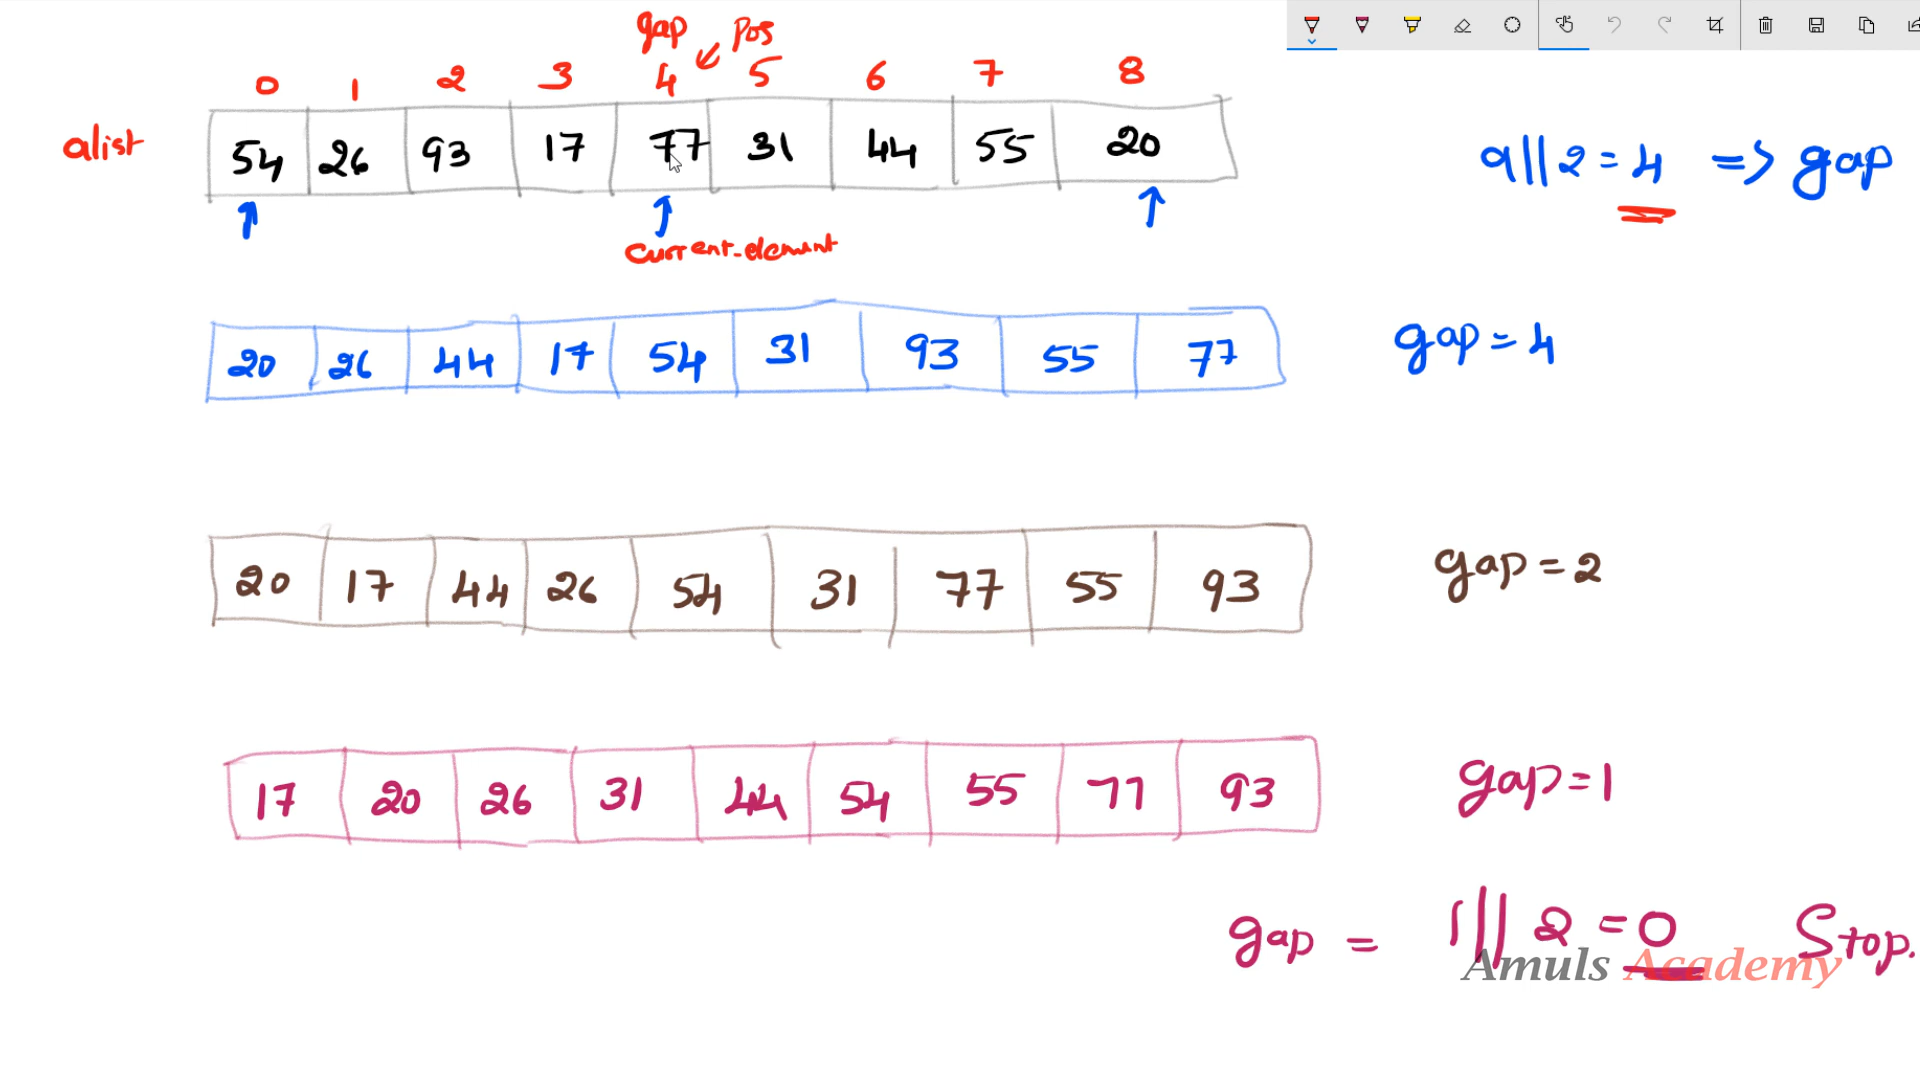 gap pos
0 1 2 3 4 5 6 7 8
alist 54 26 93 17 77 31 44 55 20
9//2 = 4 => gap
current-element
20 26 44 17 54 31 93 55 77
gap = 4
20 17 44 26 54 31 77 55 93
gap = 2
17 20 26 31 44 54 55 77 93
gap = 1
gap = 1//2 = 0 Stop.
Amuls Academy